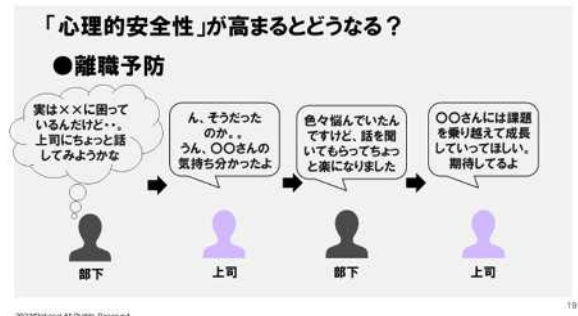 「心理的安全性」が高まるとどうなる？
●離職予防
実は××に困って
いるんだけど・・。
上司にちょっと話
してみようかな
ん、そうだった
のか。。
うん、〇〇さんの
気持ち分かったよ
色々悩んでいたん
ですけど、話を聞
いてもらってちょっ
と楽になりました
〇〇さんには課題
を乗り越えて成長
していってほしい。
期待してるよ
部下
上司
部下
上司
19
All Rights Reserved